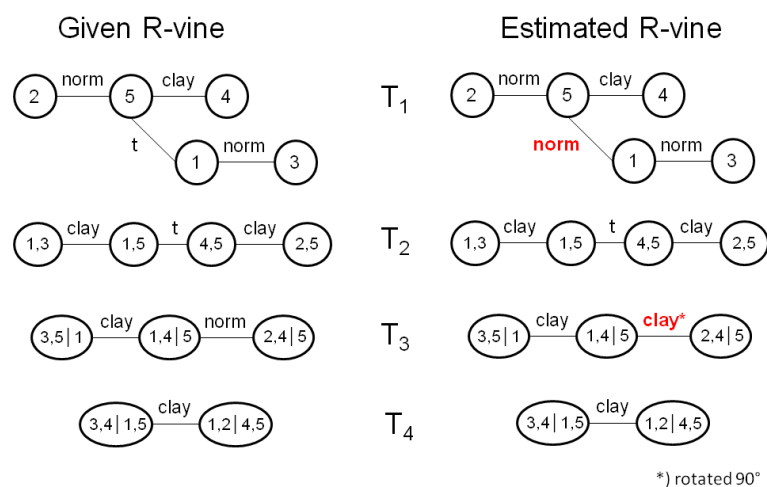 Given R-vine Estimated R-vine
norm clay norm clay
2 5 4 T1 2 5 4
t norm norm norm
1 3 1 3
clay t clay clay t clay
1,3 1,5 4,5 2,5 T2 1,3 1,5 4,5 2,5
clay norm clay clay*
3,5|1 1,4|5 2,4|5 T3 3,5|1 1,4|5 2,4|5
clay clay
3,4|1,5 1,2|4,5 T4 3,4|1,5 1,2|4,5
*) rotated 90°